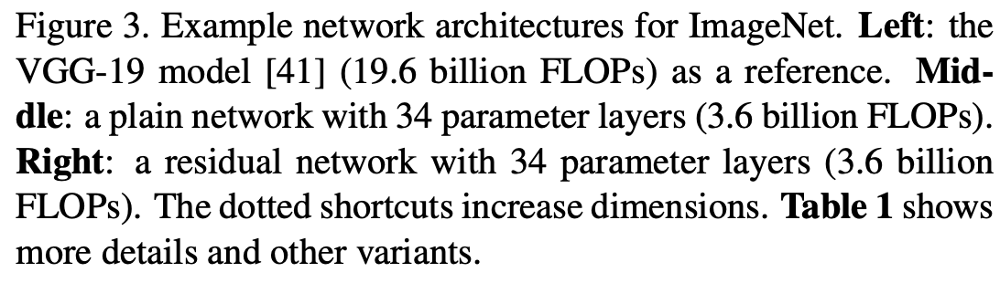 Figure 3. Example network architectures for ImageNet. Left: the
VGG-19 model [41] (19.6 billion FLOPs) as a reference. Mid-
dle: a plain network with 34 parameter layers (3.6 billion FLOPs).
Right: a residual network with 34 parameter layers (3.6 billion
FLOPs). The dotted shortcuts increase dimensions. Table 1 shows
more details and other variants.